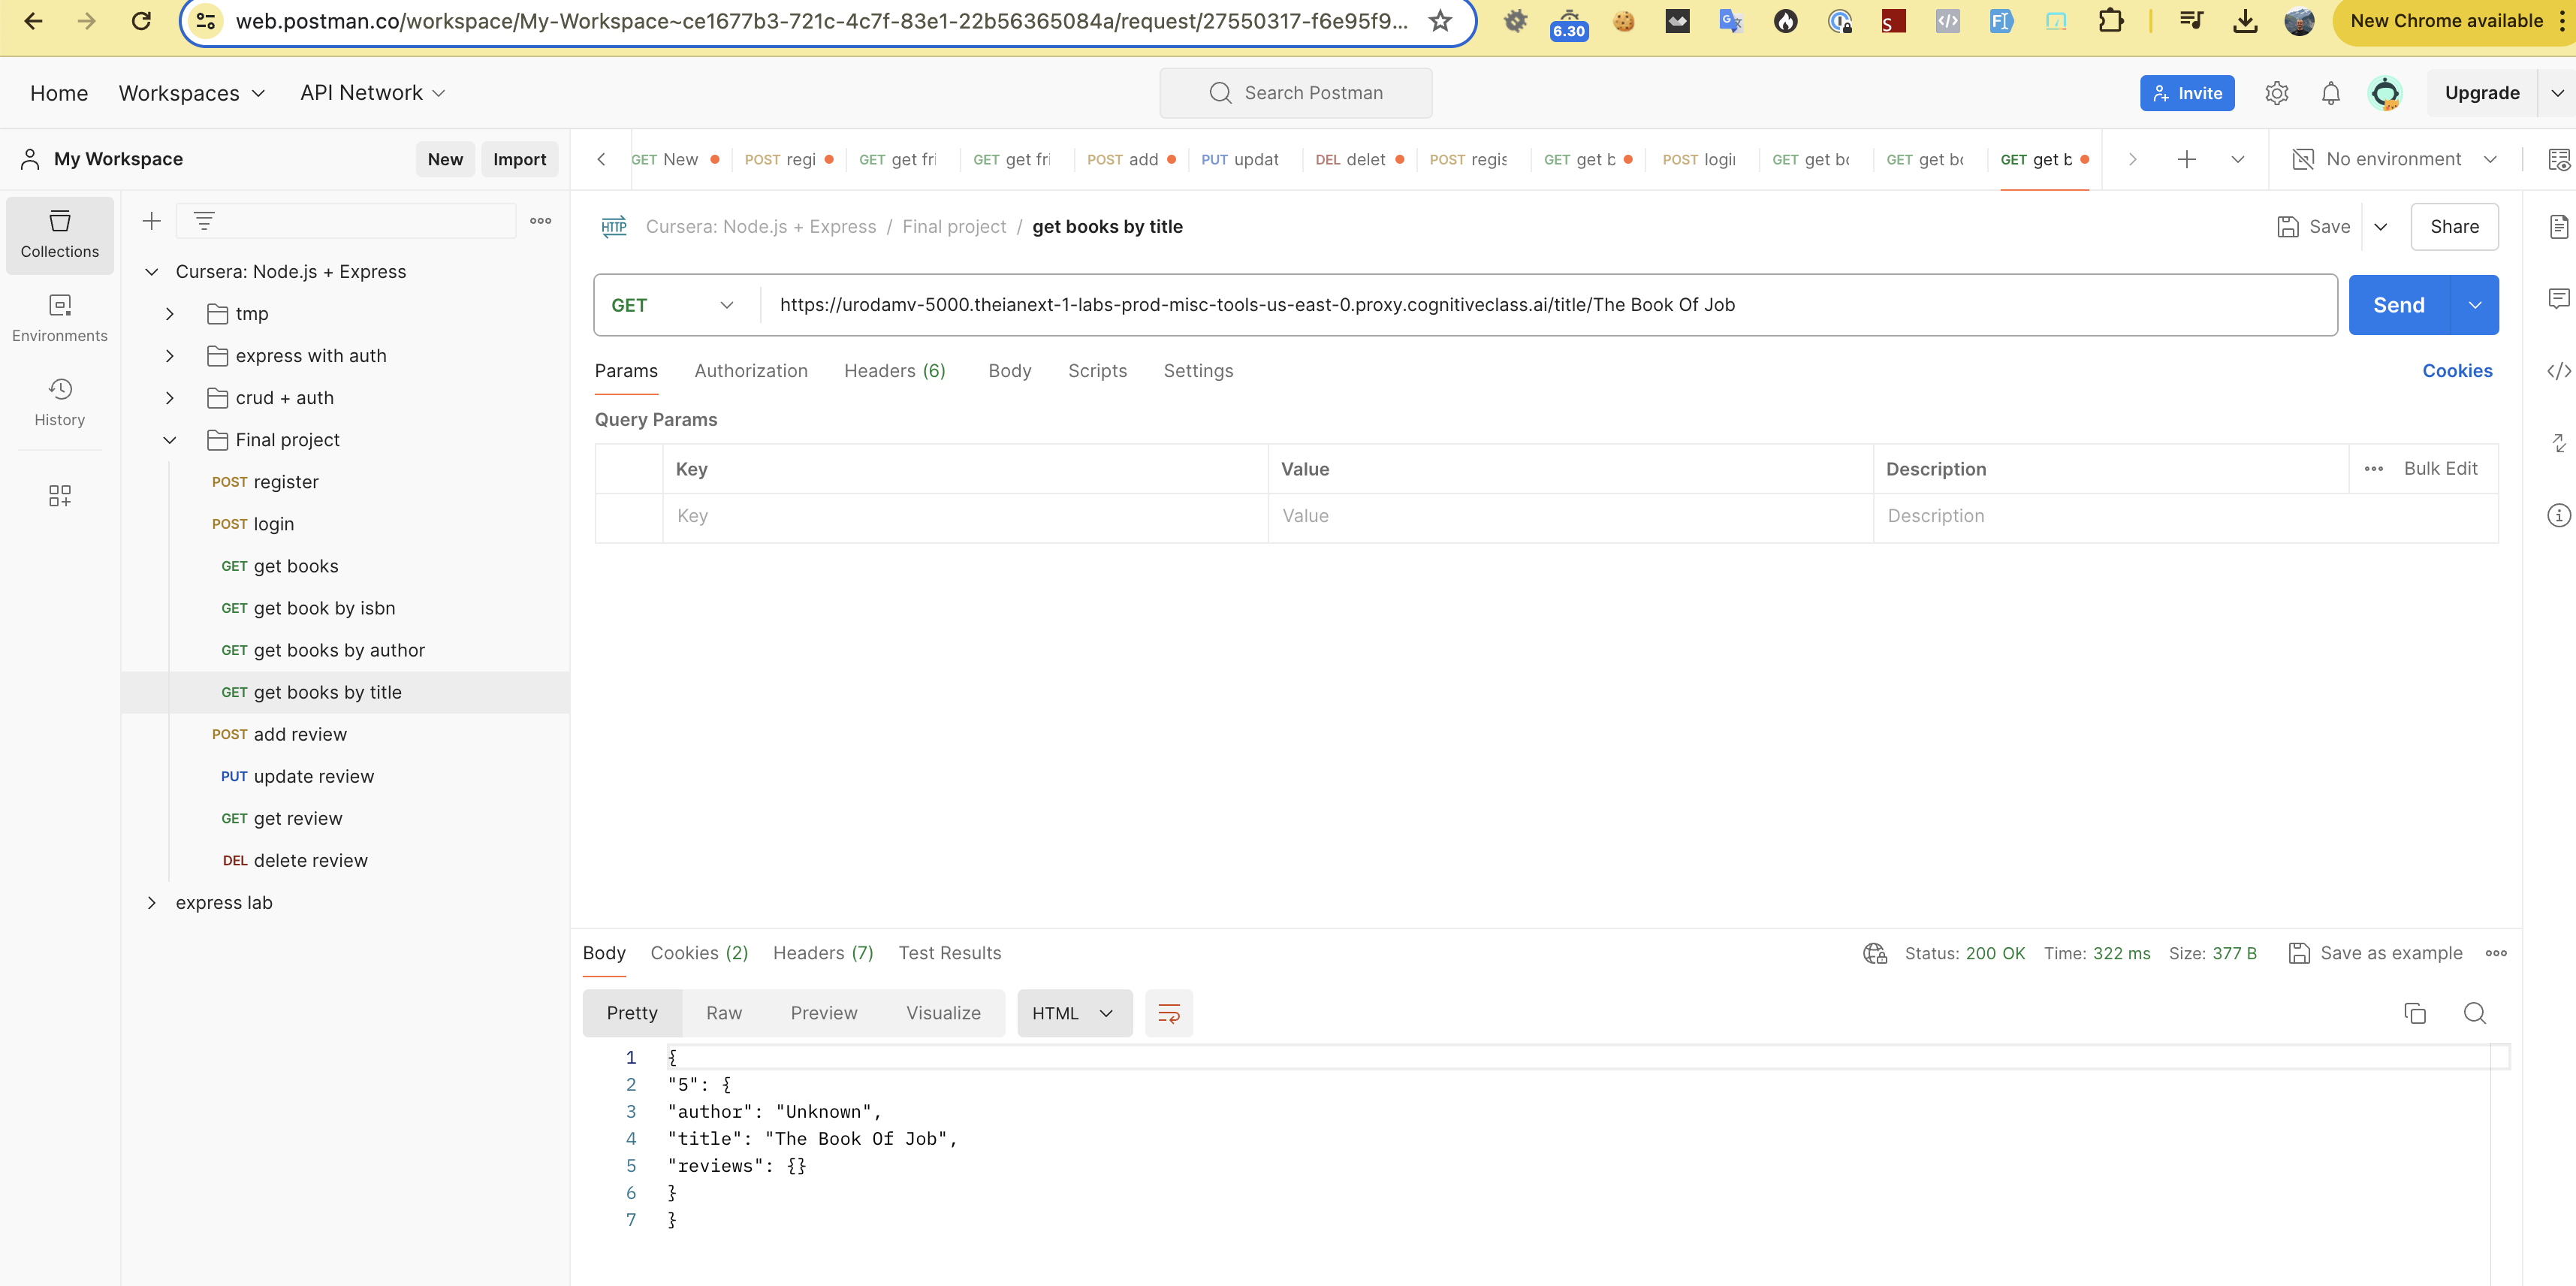 web.postman.co/workspace/My-Workspace~ce1677b3-721c-4c7f-83e1-22b56365084a/request/27550317-f6e95f9...
6.30
New Chrome available
Home
Workspaces
API Network
Search Postman
Invite
Upgrade
My Workspace
New
Import
GET New
POST regi
GET get fri
GET get fri
POST add
PUT updat
DEL delet
POST regis
GET get b
POST logi
GET get bo
GET get bo
GET get b
No environment
Collections
Environments
History
Cursera: Node.js + Express
tmp
express with auth
crud + auth
Final project
POST register
POST login
GET get books
GET get book by isbn
GET get books by author
GET get books by title
POST add review
PUT update review
GET get review
DEL delete review
express lab
HTTP
Cursera: Node.js + Express / Final project / get books by title
Save
Share
GET
https://urodamv-5000.theianext-1-labs-prod-misc-tools-us-east-0.proxy.cognitiveclass.ai/title/The Book Of Job
Send
Params
Authorization
Headers (6)
Body
Scripts
Settings
Cookies
Query Params
Key
Value
Description
Bulk Edit
Key
Value
Description
Body
Cookies (2)
Headers (7)
Test Results
Status: 200 OK
Time: 322 ms
Size: 377 B
Save as example
Pretty
Raw
Preview
Visualize
HTML
1 {
2 "5": {
3 "author": "Unknown",
4 "title": "The Book Of Job",
5 "reviews": {}
6 }
7 }